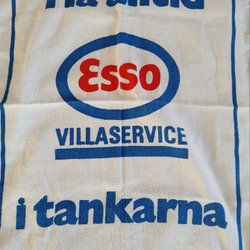 Esso
VILLASERVICE
i tankarna